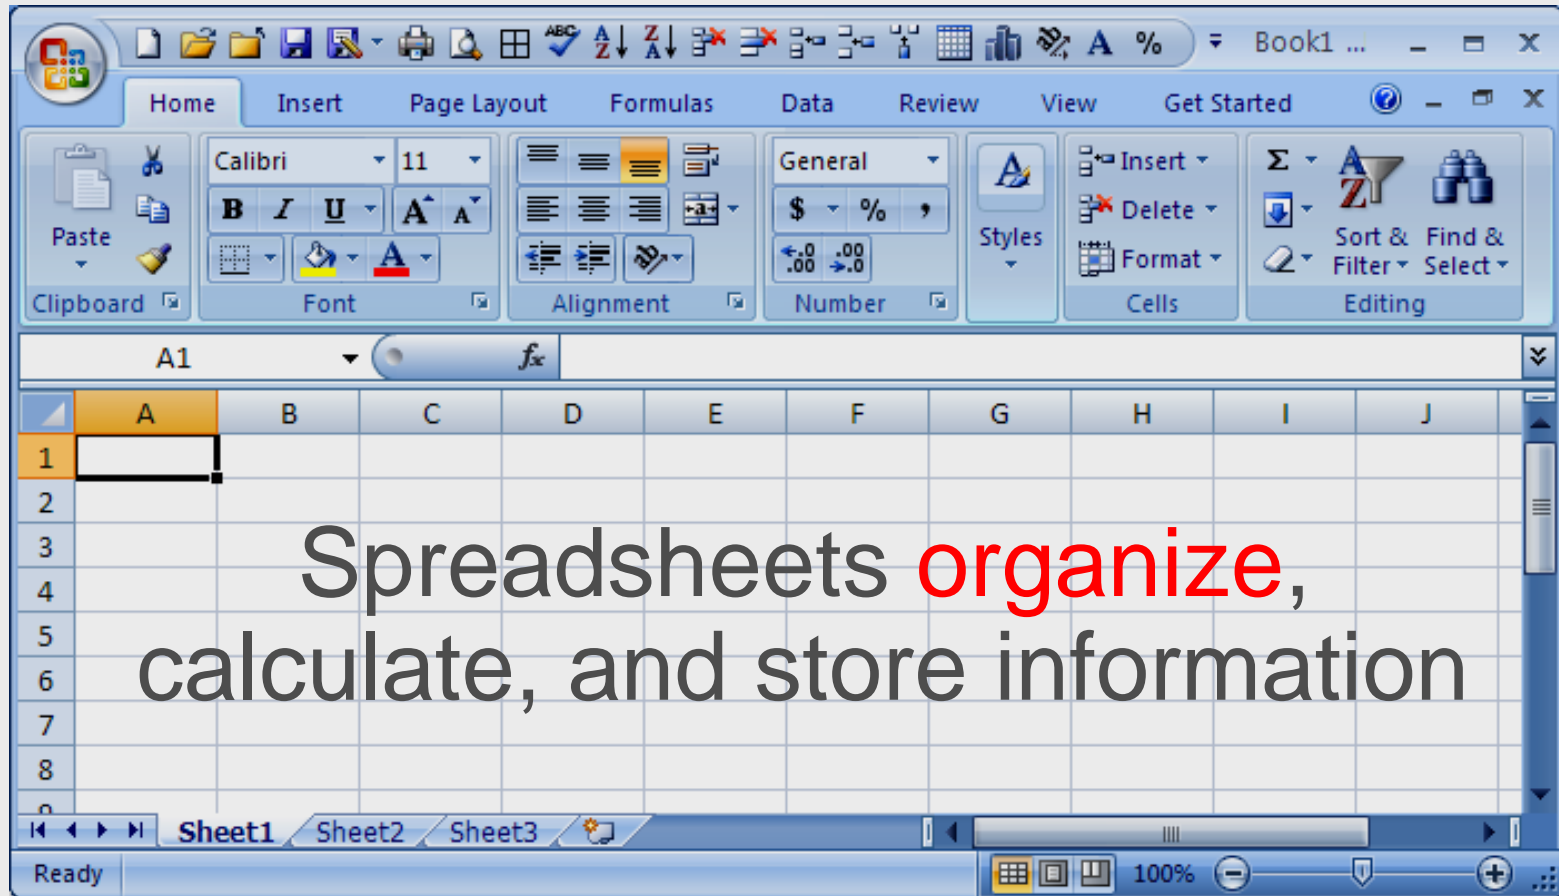 Book1 ...
Home Insert Page Layout Formulas Data Review View Get Started
Calibri 11 General Insert Σ
B I U A A $ % , Delete
Paste Styles Format Sort & Filter Find & Select
Clipboard Font Alignment Number Cells Editing
A1 fx
A B C D E F G H I J
1
2
3
Spreadsheets organize,
4
5
calculate, and store information
6
7
8
9
Sheet1 Sheet2 Sheet3
Ready 100%